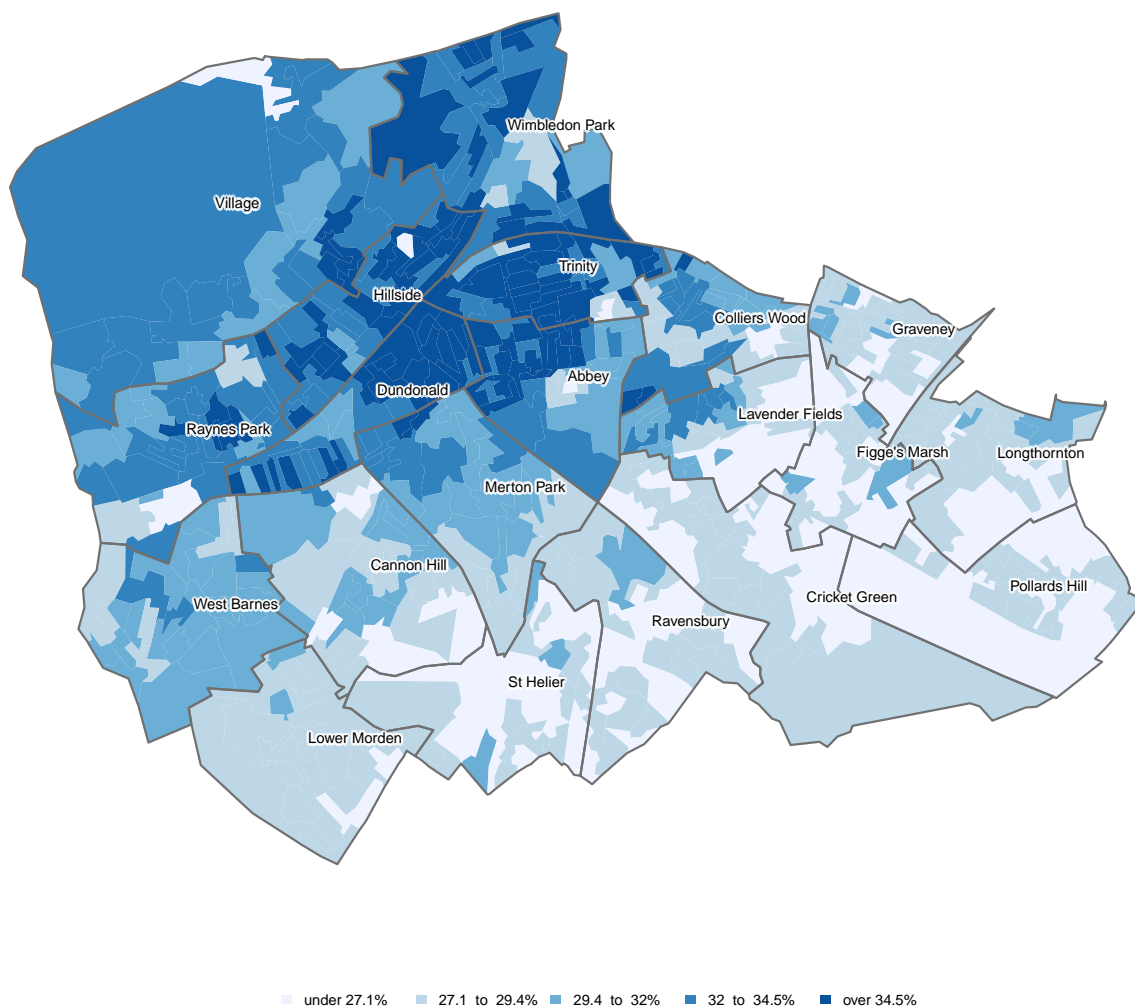 Wimbledon Park
Village
Trinity
Hillside
Colliers Wood
Graveney
Abbey
Dundonald
Lavender Fields
Raynes Park
Figge's Marsh
Longthornton
Merton Park
Cannon Hill
Pollards Hill
Cricket Green
West Barnes
Ravensbury
St Helier
Lower Morden
under 27.1% 27.1 to 29.4% 29.4 to 32% 32 to 34.5% over 34.5%